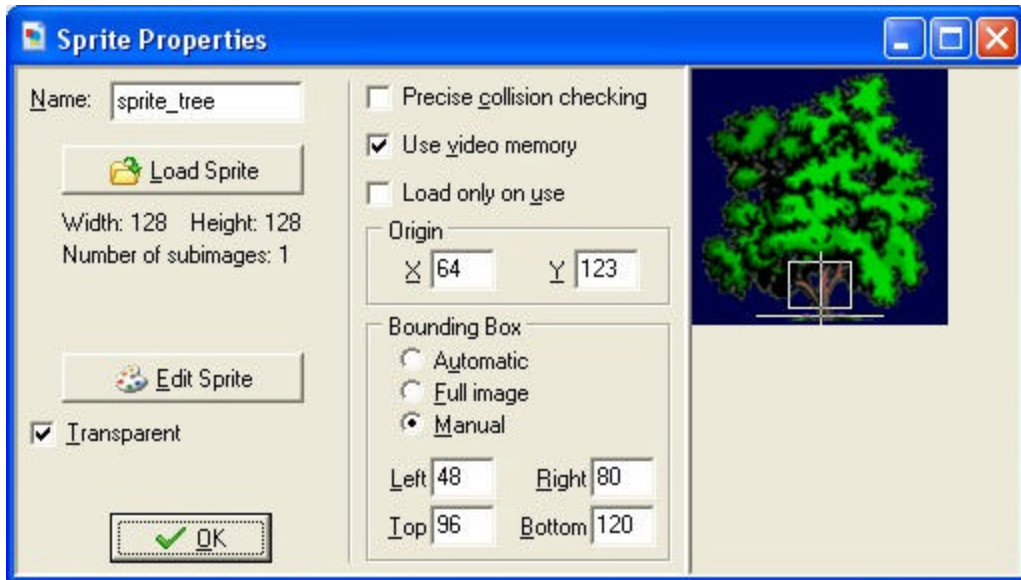 Sprite Properties
Name: sprite_tree
Load Sprite
Width: 128 Height: 128
Number of subimages: 1
Edit Sprite
Transparent
OK
Precise collision checking
Use video memory
Load only on use
Origin
X 64 Y 123
Bounding Box
Automatic
Full image
Manual
Left 48 Right 80
Top 96 Bottom 120